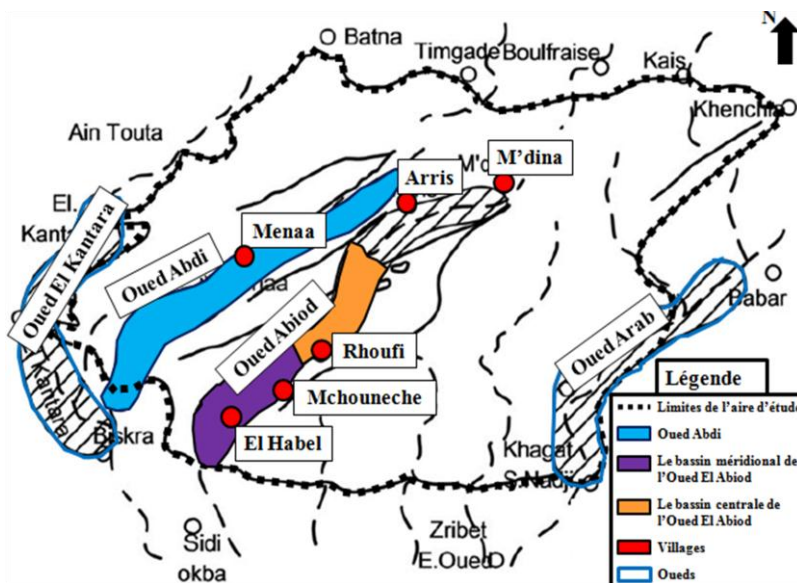 N
Batna
Timgade
Boulfraise
Kais
Khenchla
Ain Touta
M'dina
Arris
El.
Oued El Kantara
Menaa
Oued Abdi
Oued Abiod
Babar
Oued Arab
Rhoufi
Mchouneche
El Habel
Kantara
Biskra
Khagat
S.Nadji
Sidi
okba
Zribet
E.Oued
Légende
Limites de l'aire d'étude
Oued Abdi
Le bassin méridional de
l'Oued El Abiod
Le bassin centrale de
l'Oued El Abiod
Villages
Oueds